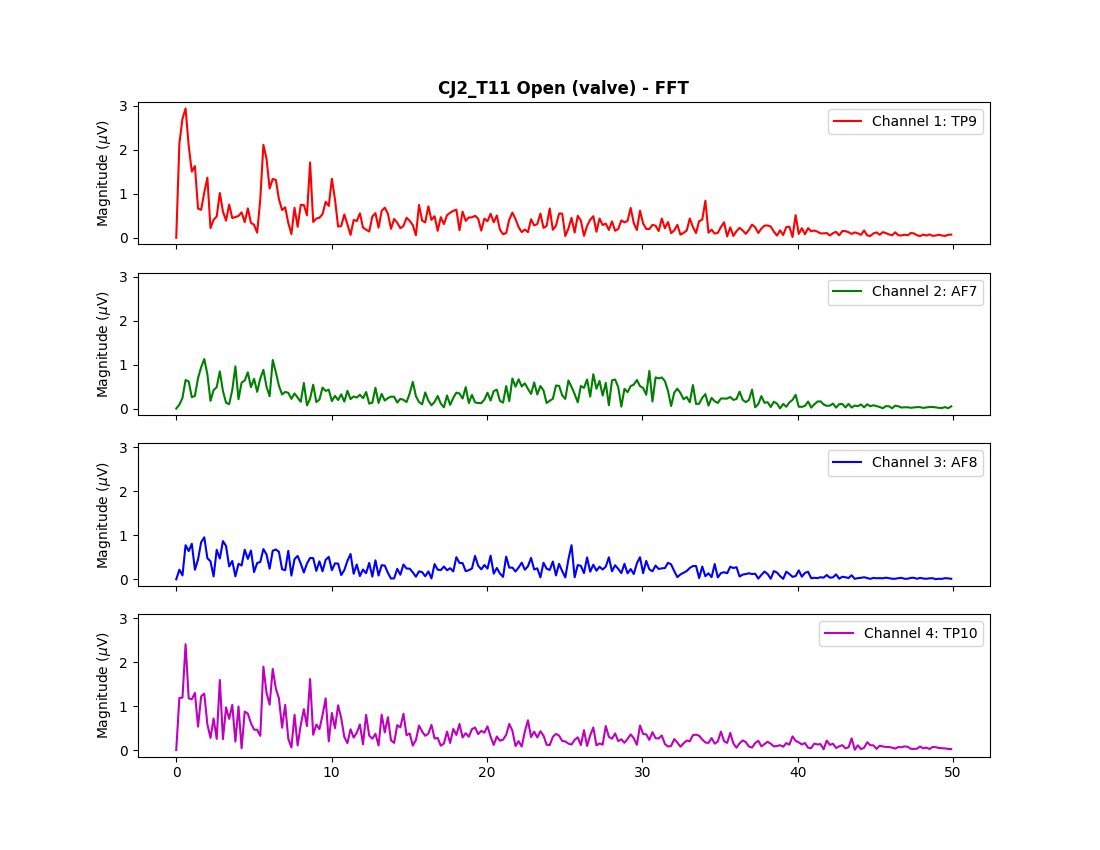 CJ2_T11 Open (valve) - FFT
3
2
1
0
Magnitude (μV)
Channel 1: TP9
3
2
1
0
Magnitude (μV)
Channel 2: AF7
3
2
1
0
Magnitude (μV)
Channel 3: AF8
3
2
1
0
Magnitude (μV)
Channel 4: TP10
0 10 20 30 40 50